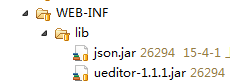 WEB-INF
lib
json.jar 26294 15-4-1
ueditor-1.1.1.jar 26294